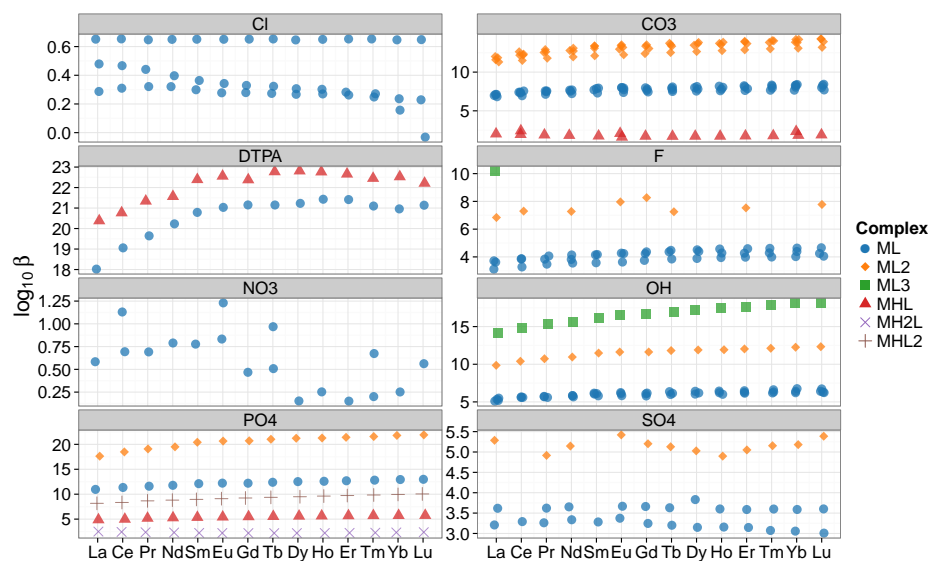 Cl
CO3
0.6
0.4
0.2
0.0
10
5
DTPA
F
23
22
21
20
19
18
10
8
6
4
NO3
OH
1.25
1.00
0.75
0.50
0.25
15
10
5
PO4
SO4
20
15
10
5
5.5
5.0
4.5
4.0
3.5
3.0
La Ce Pr Nd Sm Eu Gd Tb Dy Ho Er Tm Yb Lu
La Ce Pr Nd Sm Eu Gd Tb Dy Ho Er Tm Yb Lu
log10 β
Complex
ML
ML2
ML3
MHL
MH2L
MHL2